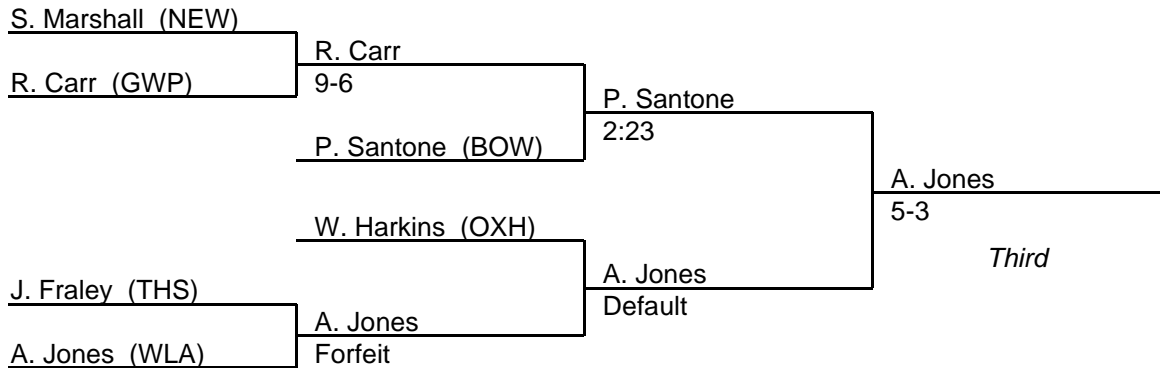 S. Marshall (NEW)
R. Carr
R. Carr (GWP)
9-6
P. Santone
2:23
P. Santone (BOW)
A. Jones
5-3
W. Harkins (OXH)
Third
A. Jones
J. Fraley (THS)
Default
A. Jones
A. Jones (WLA)
Forfeit